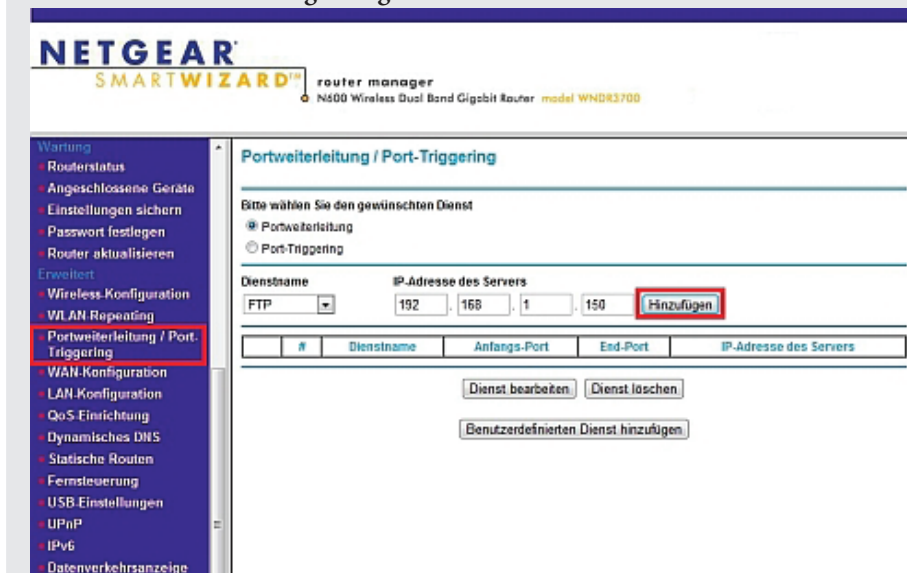 NETGEAR
SMARTWIZARD™ router manager
N600 Wireless Dual Band Gigabit Router model WNDR3700
Wartung
Routerstatus
Angeschlossene Geräte
Einstellungen sichern
Passwort festlegen
Router aktualisieren
Erweitert
Wireless-Konfiguration
WLAN-Repeating
Portweiterleitung / Port-
Triggering
WAN-Konfiguration
LAN-Konfiguration
QoS-Einrichtung
Dynamisches DNS
Statische Routen
Fernsteuerung
USB-Einstellungen
UPnP
IPv6
Datenverkehrsanzeige
Portweiterleitung / Port-Triggering
Bitte wählen Sie den gewünschten Dienst
Portweiterleitung
Port-Triggering
Dienstname IP-Adresse des Servers
FTP 192 . 168 . 1 . 150 Hinzufügen
# Dienstname Anfangs-Port End-Port IP-Adresse des Servers
Dienst bearbeiten Dienst löschen
Benutzerdefinierten Dienst hinzufügen